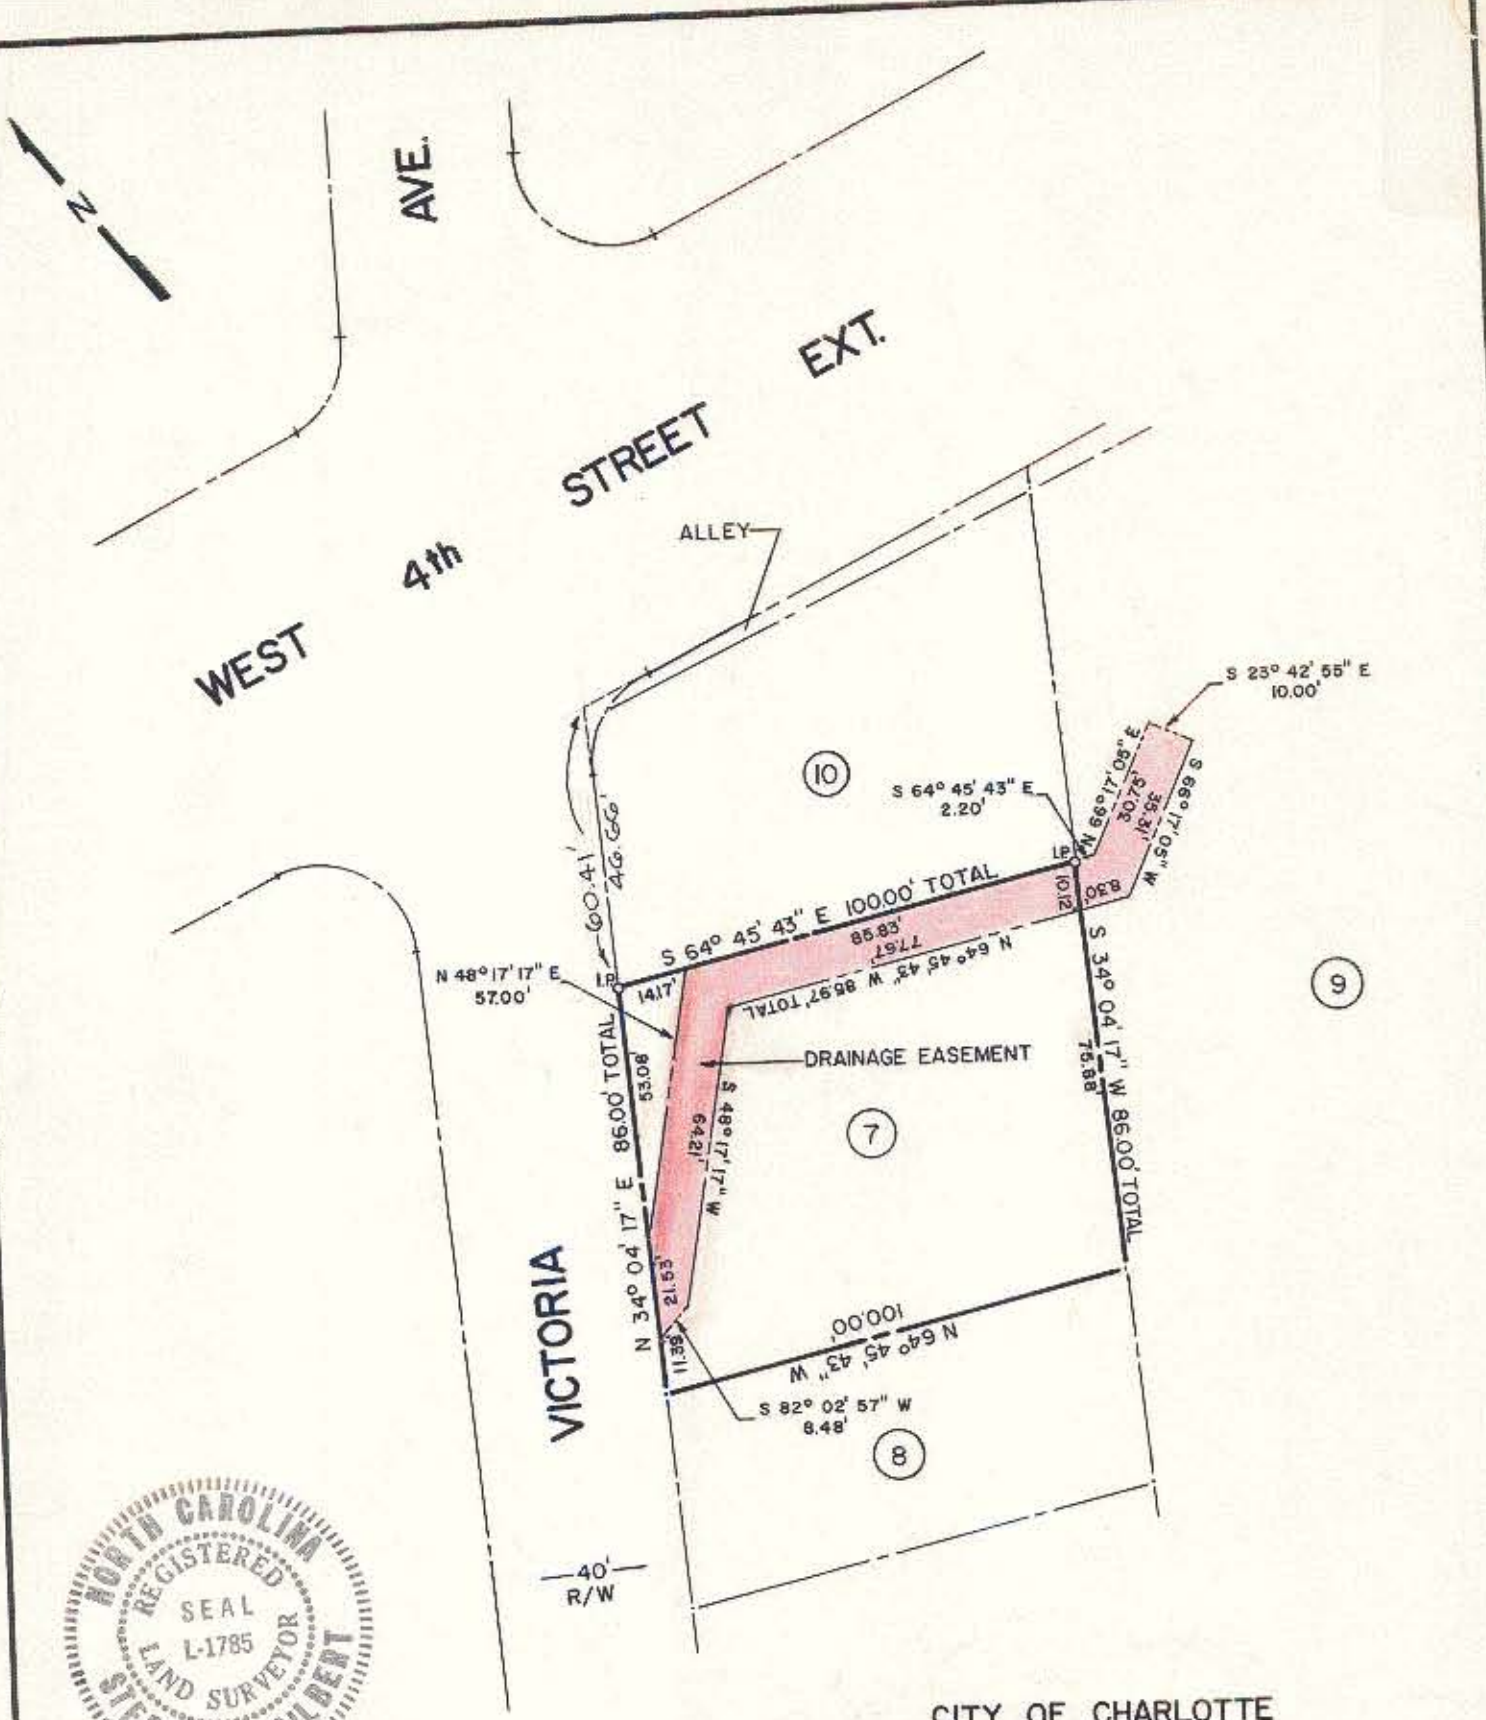 N
AVE.
EXT.
STREET
4th
WEST
ALLEY
S 23° 42' 55" E
10.00'
10
S 64° 45' 43" E
2.20'
N 66° 17' 05" E
30.75'
35.31'
S 66° 17' 05" W
I.P.
60.41'
46.66'
S 64° 45' 43" E 100.00' TOTAL
10.12
8.30'
85.83'
77.67'
N 64° 45' 43" W 85.97' TOTAL
N 48° 17' 17" E
57.00'
I.P.
14.17'
9
DRAINAGE EASEMENT
S 34° 04' 17" W 86.00' TOTAL
75.88'
N 34° 04' 17" E 86.00' TOTAL
53.08'
64.21'
S 48° 17' 17" W
7
21.53'
11.39'
100.00'
N 64° 45' 43" W
VICTORIA
S 82° 02' 57" W
8.48'
8
40'
R/W
NORTH CAROLINA
REGISTERED
SEAL
L-1785
LAND SURVEYOR
CITY OF CHARLOTTE